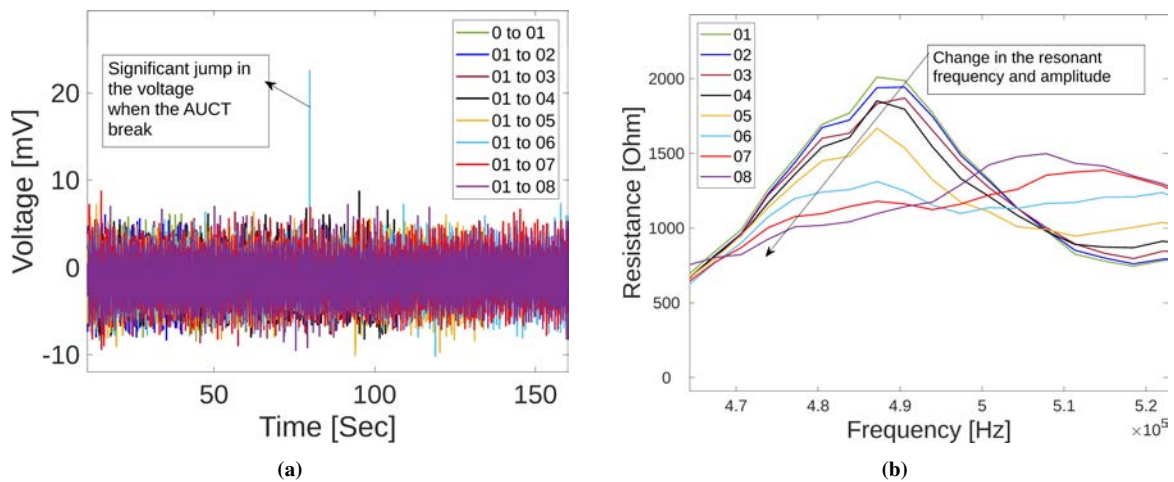 Voltage [mV]
20
10
0
-10
50
100
150
Time [Sec]
Significant jump in
the voltage
when the AUCT
break
0 to 01
01 to 02
01 to 03
01 to 04
01 to 05
01 to 06
01 to 07
01 to 08
(a)
Resistance [Ohm]
2000
1500
1000
500
0
4.7
4.8
4.9
5
5.1
5.2
×10⁵
Frequency [Hz]
01
02
03
04
05
06
07
08
Change in the resonant
frequency and amplitude
(b)